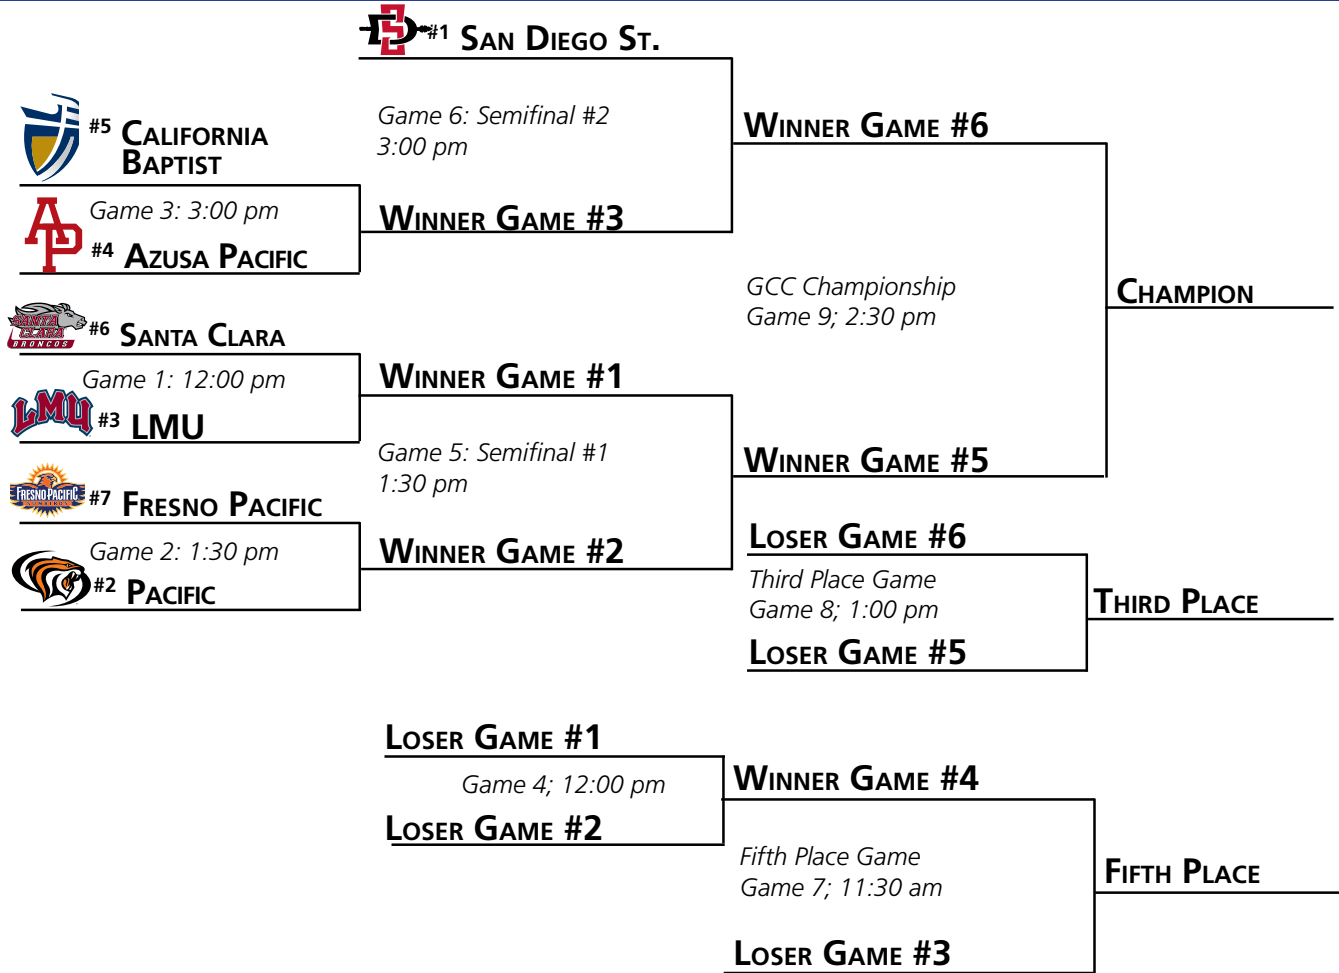 #1 San Diego St.
Game 6: Semifinal #2
3:00 pm
#5 California
Baptist
Game 3: 3:00 pm
#4 Azusa Pacific
Winner Game #3
Winner Game #6
SANTA
CLARA
BRONCOS
#6 Santa Clara
Game 1: 12:00 pm
LMU
#3 LMU
Winner Game #1
Game 5: Semifinal #1
1:30 pm
FRESNO PACIFIC
#7 Fresno Pacific
Game 2: 1:30 pm
#2 Pacific
Winner Game #2
Winner Game #5
GCC Championship
Game 9; 2:30 pm
Champion
Loser Game #6
Third Place Game
Game 8; 1:00 pm
Loser Game #5
Third Place
Loser Game #1
Game 4; 12:00 pm
Loser Game #2
Winner Game #4
Fifth Place Game
Game 7; 11:30 am
Loser Game #3
Fifth Place